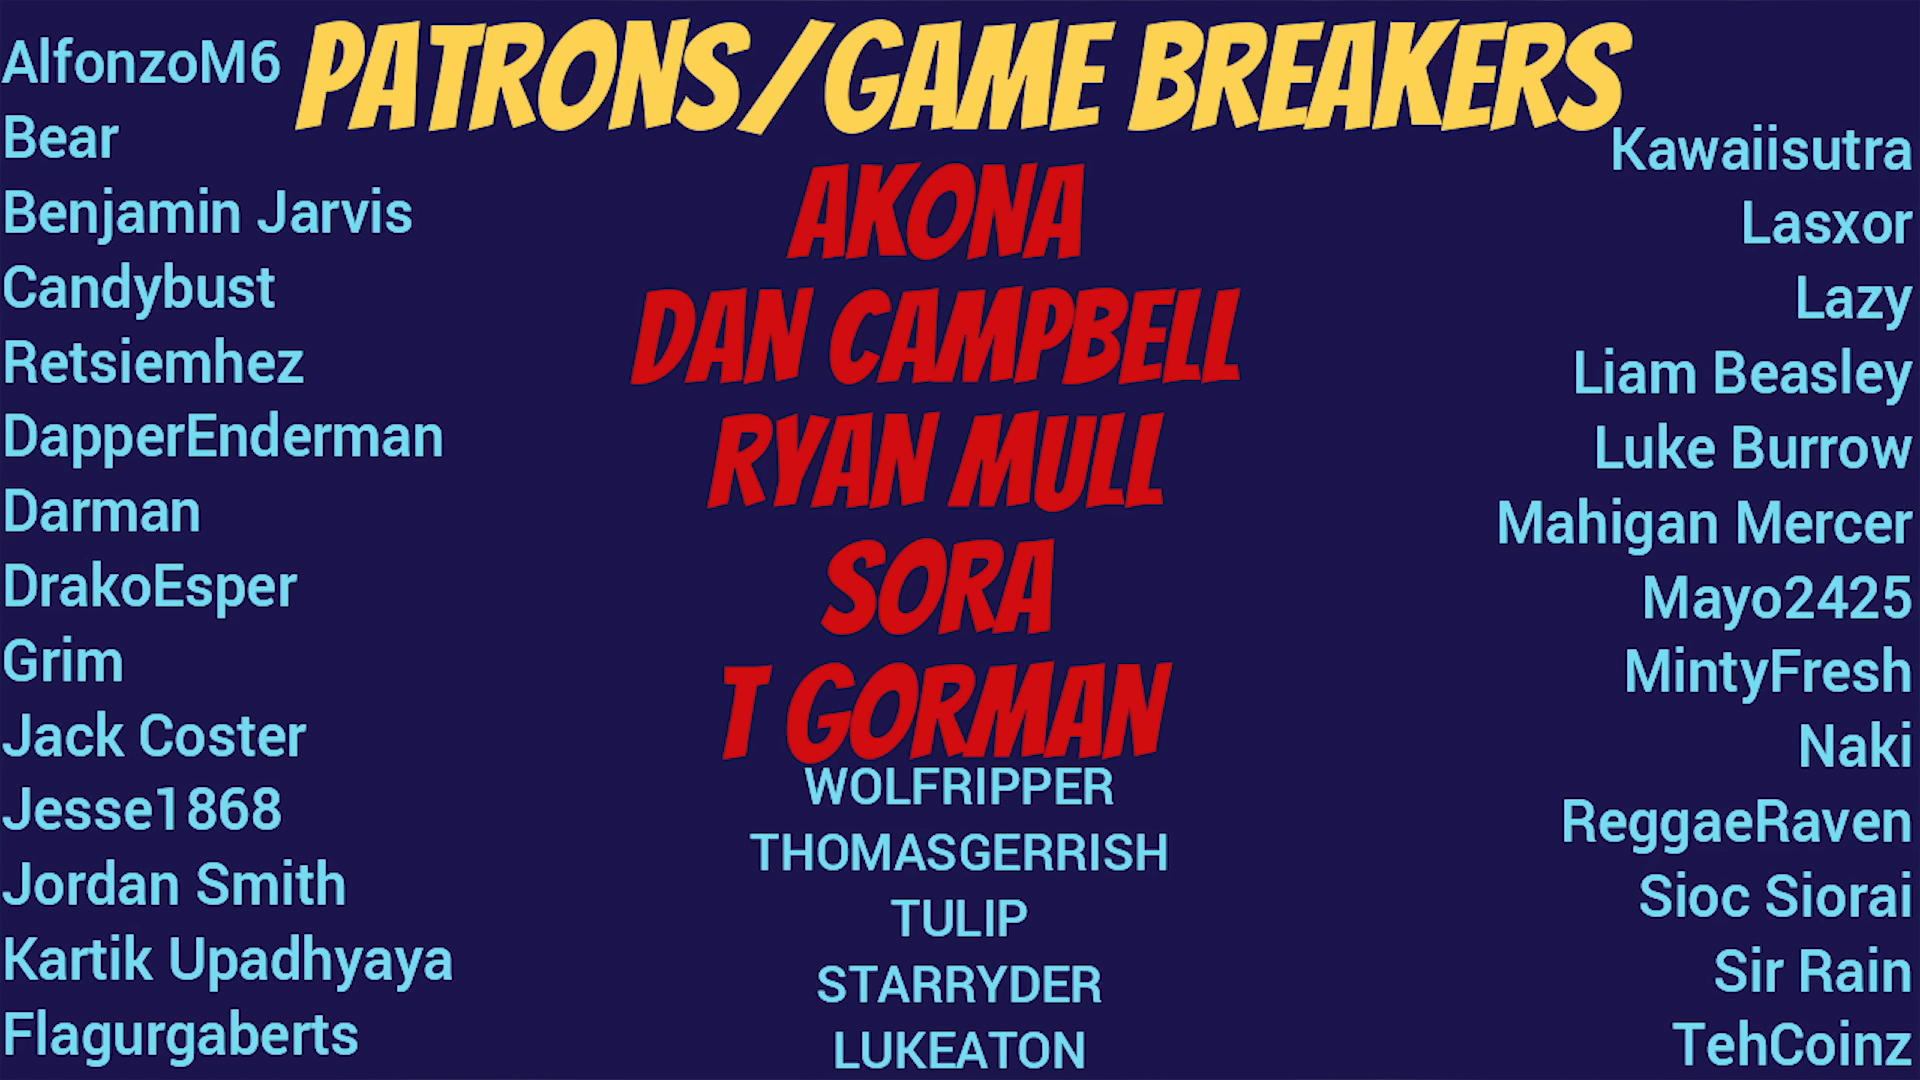 PATRONS/GAME BREAKERS
AlfonzoM6
Bear
Benjamin Jarvis
Candybust
Retsiemhez
DapperEnderman
Darman
DrakoEsper
Grim
Jack Coster
Jesse1868
Jordan Smith
Kartik Upadhyaya
Flagurgaberts
AKONA
DAN CAMPBELL
RYAN MULL
SORA
T GORMAN
WOLFRIPPER
THOMASGERRISH
TULIP
STARRYDER
LUKEATON
Kawaiisutra
Lasxor
Lazy
Liam Beasley
Luke Burrow
Mahigan Mercer
Mayo2425
MintyFresh
Naki
ReggaeRaven
Sioc Siorai
Sir Rain
TehCoinz